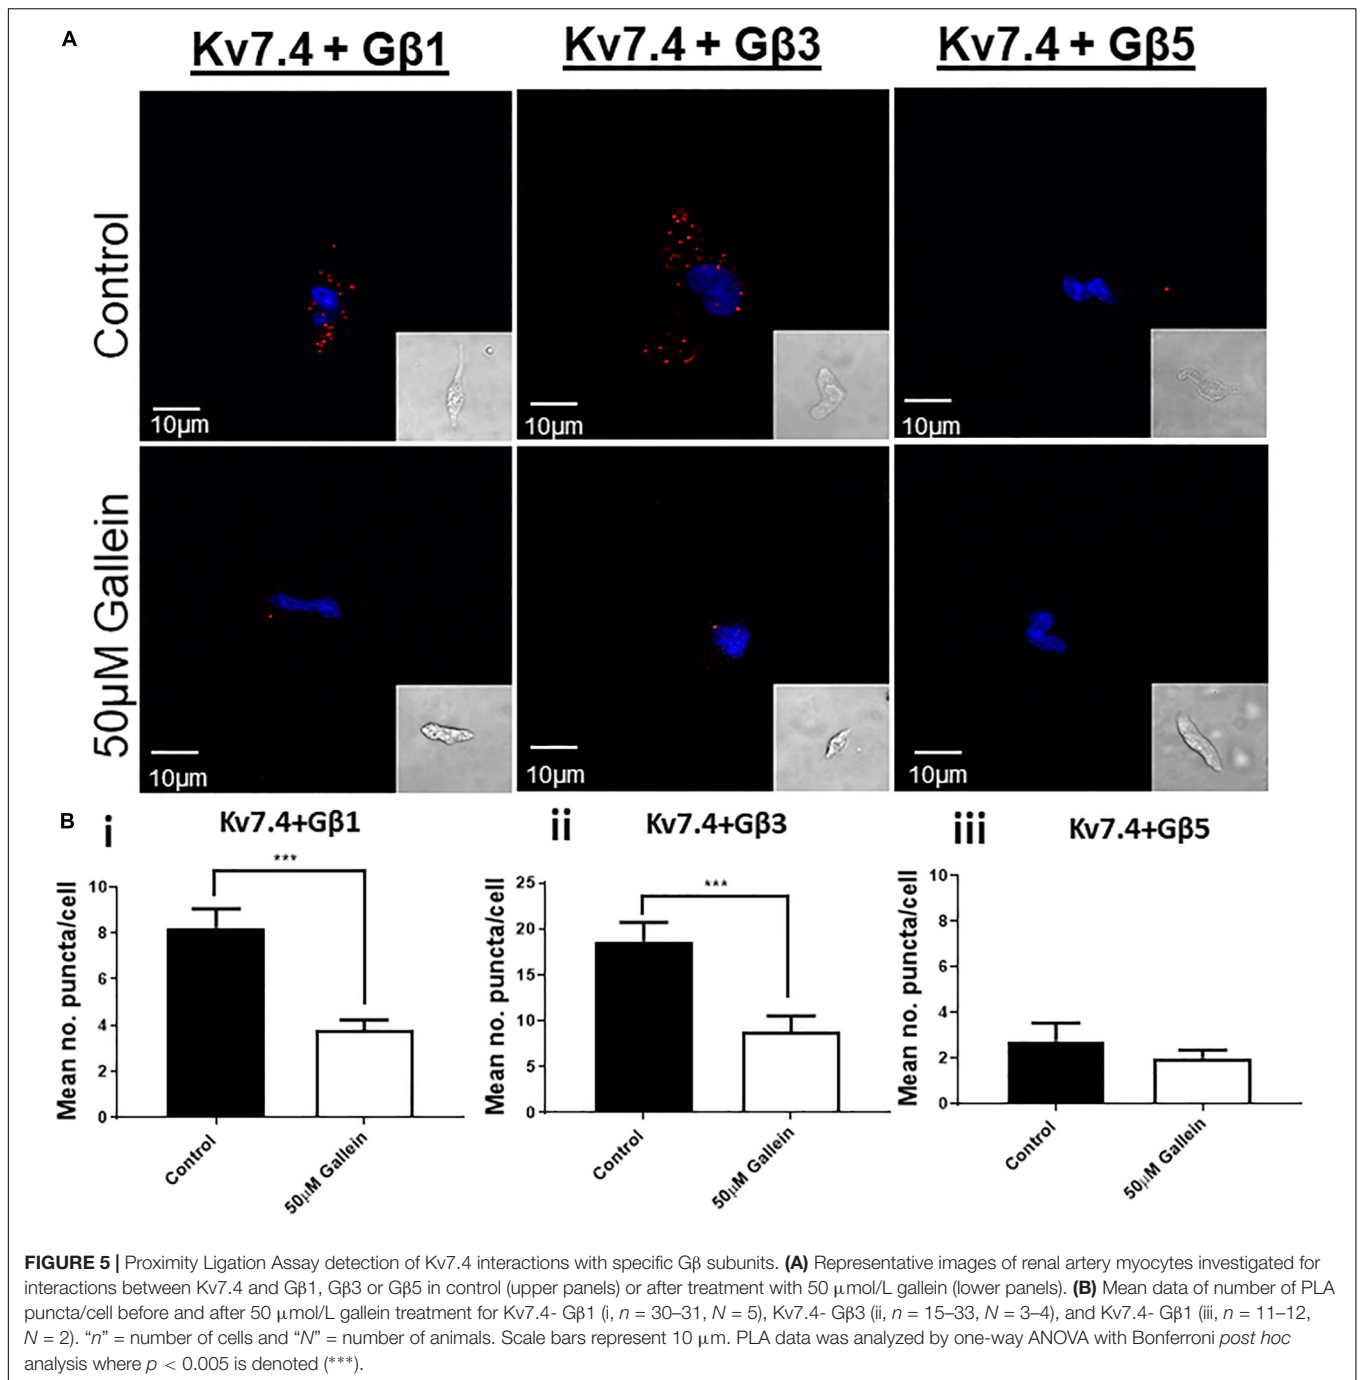 A
Kv7.4 + Gβ1
Kv7.4 + Gβ3
Kv7.4 + Gβ5
Control
10µm
10µm
10µm
50µM Gallein
10µm
10µm
10µm
B
i
Kv7.4+Gβ1
***
Mean no. puncta/cell
10
8
6
4
2
0
Control
50µM Gallein
ii
Kv7.4+Gβ3
***
Mean no. puncta/cell
25
20
15
10
5
0
Control
50µM Gallein
iii
Kv7.4+Gβ5
Mean no. puncta/cell
10
8
6
4
2
0
Control
50µM Gallein
FIGURE 5 | Proximity Ligation Assay detection of Kv7.4 interactions with specific Gβ subunits. (A) Representative images of renal artery myocytes investigated for
interactions between Kv7.4 and Gβ1, Gβ3 or Gβ5 in control (upper panels) or after treatment with 50 µmol/L gallein (lower panels). (B) Mean data of number of PLA
puncta/cell before and after 50 µmol/L gallein treatment for Kv7.4- Gβ1 (i, n = 30–31, N = 5), Kv7.4- Gβ3 (ii, n = 15–33, N = 3–4), and Kv7.4- Gβ1 (iii, n = 11–12,
N = 2). “n” = number of cells and “N” = number of animals. Scale bars represent 10 µm. PLA data was analyzed by one-way ANOVA with Bonferroni post hoc
analysis where p < 0.005 is denoted (***).